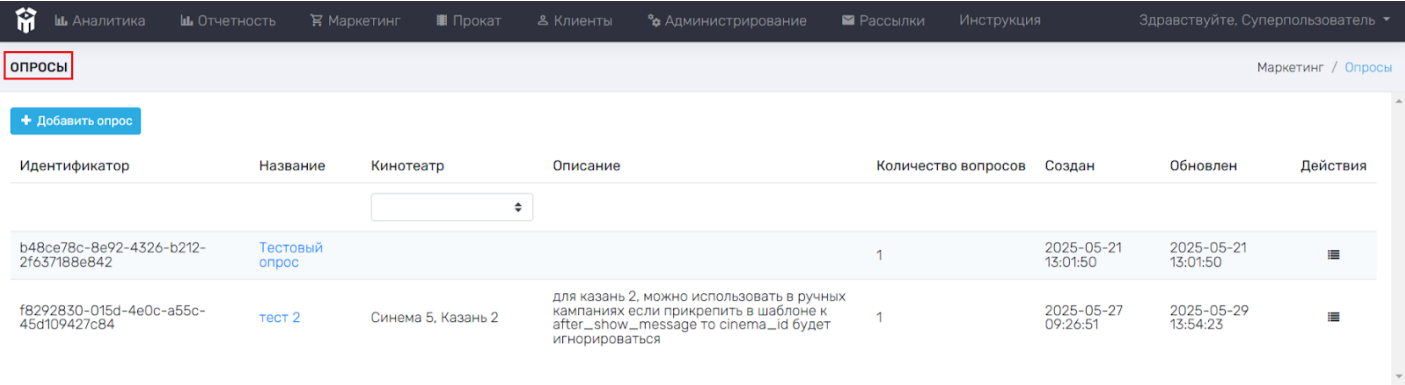 Аналитика Отчетность Маркетинг Прокат Клиенты Администрирование Рассылки Инструкция Здравствуйте, Суперпользователь
ОПРОСЫ Маркетинг / Опросы
+ Добавить опрос
Идентификатор Название Кинотеатр Описание Количество вопросов Создан Обновлен Действия
b48ce78c-8e92-4326-b212- Тестовый 2025-05-21 2025-05-21
2f637188e842 опрос 1 13:01:50 13:01:50
для казань 2, можно использовать в ручных
f8292830-015d-4e0c-a55c- кампаниях если прикрепить в шаблоне к 2025-05-27 2025-05-29
45d109427c84 тест 2 Синема 5, Казань 2 after_show_message то cinema_id будет 1 09:26:51 13:54:23
игнорироваться